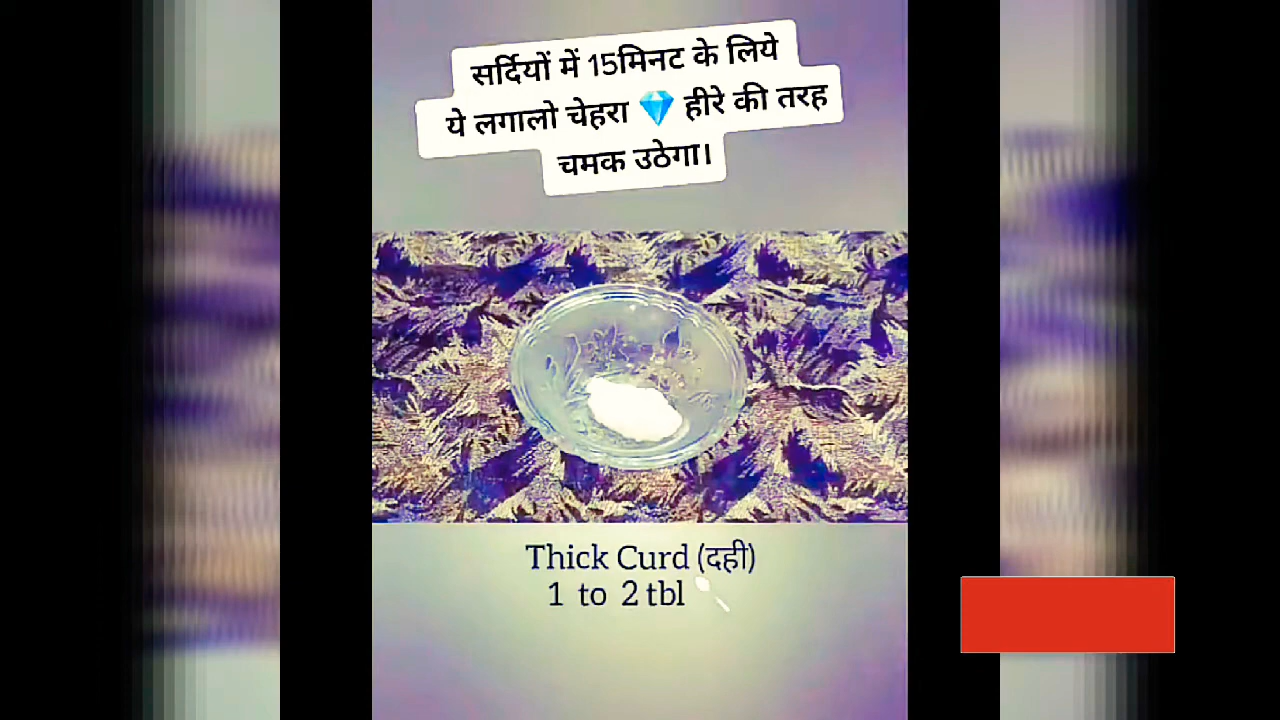 सर्दियों में 15मिनट के लिये
ये लगालो चेहरा 💎 हीरे की तरह
चमक उठेगा।
Thick Curd (दही)
1 to 2 tbl 🥄